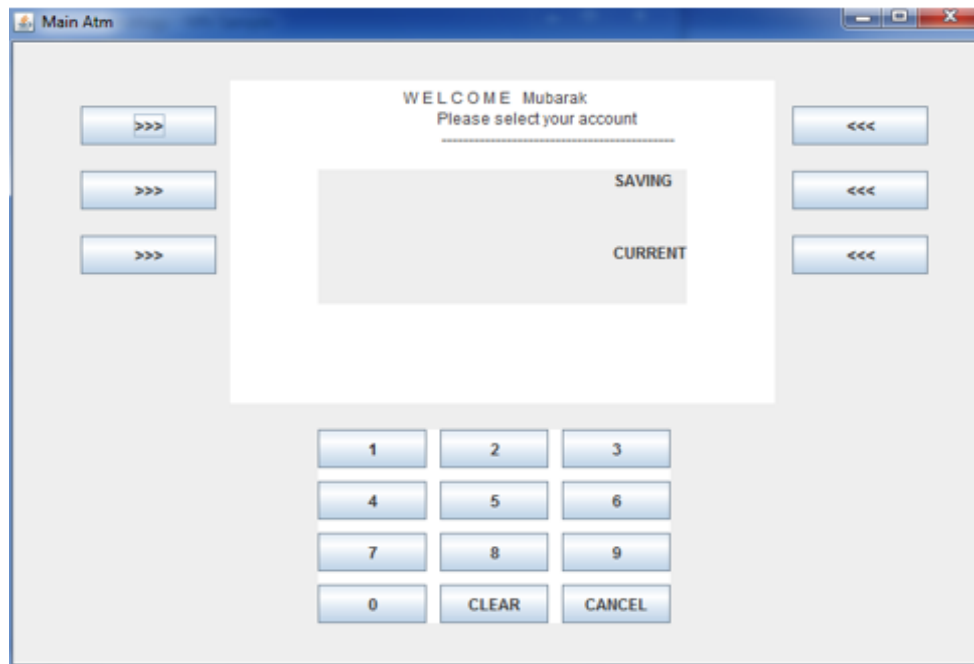 Main Atm
W E L C O M E Mubarak
Please select your account
--------------------------------------------------------
>>> SAVING <<<
>>> <<<
>>> CURRENT <<<
1 2 3
4 5 6
7 8 9
0 CLEAR CANCEL